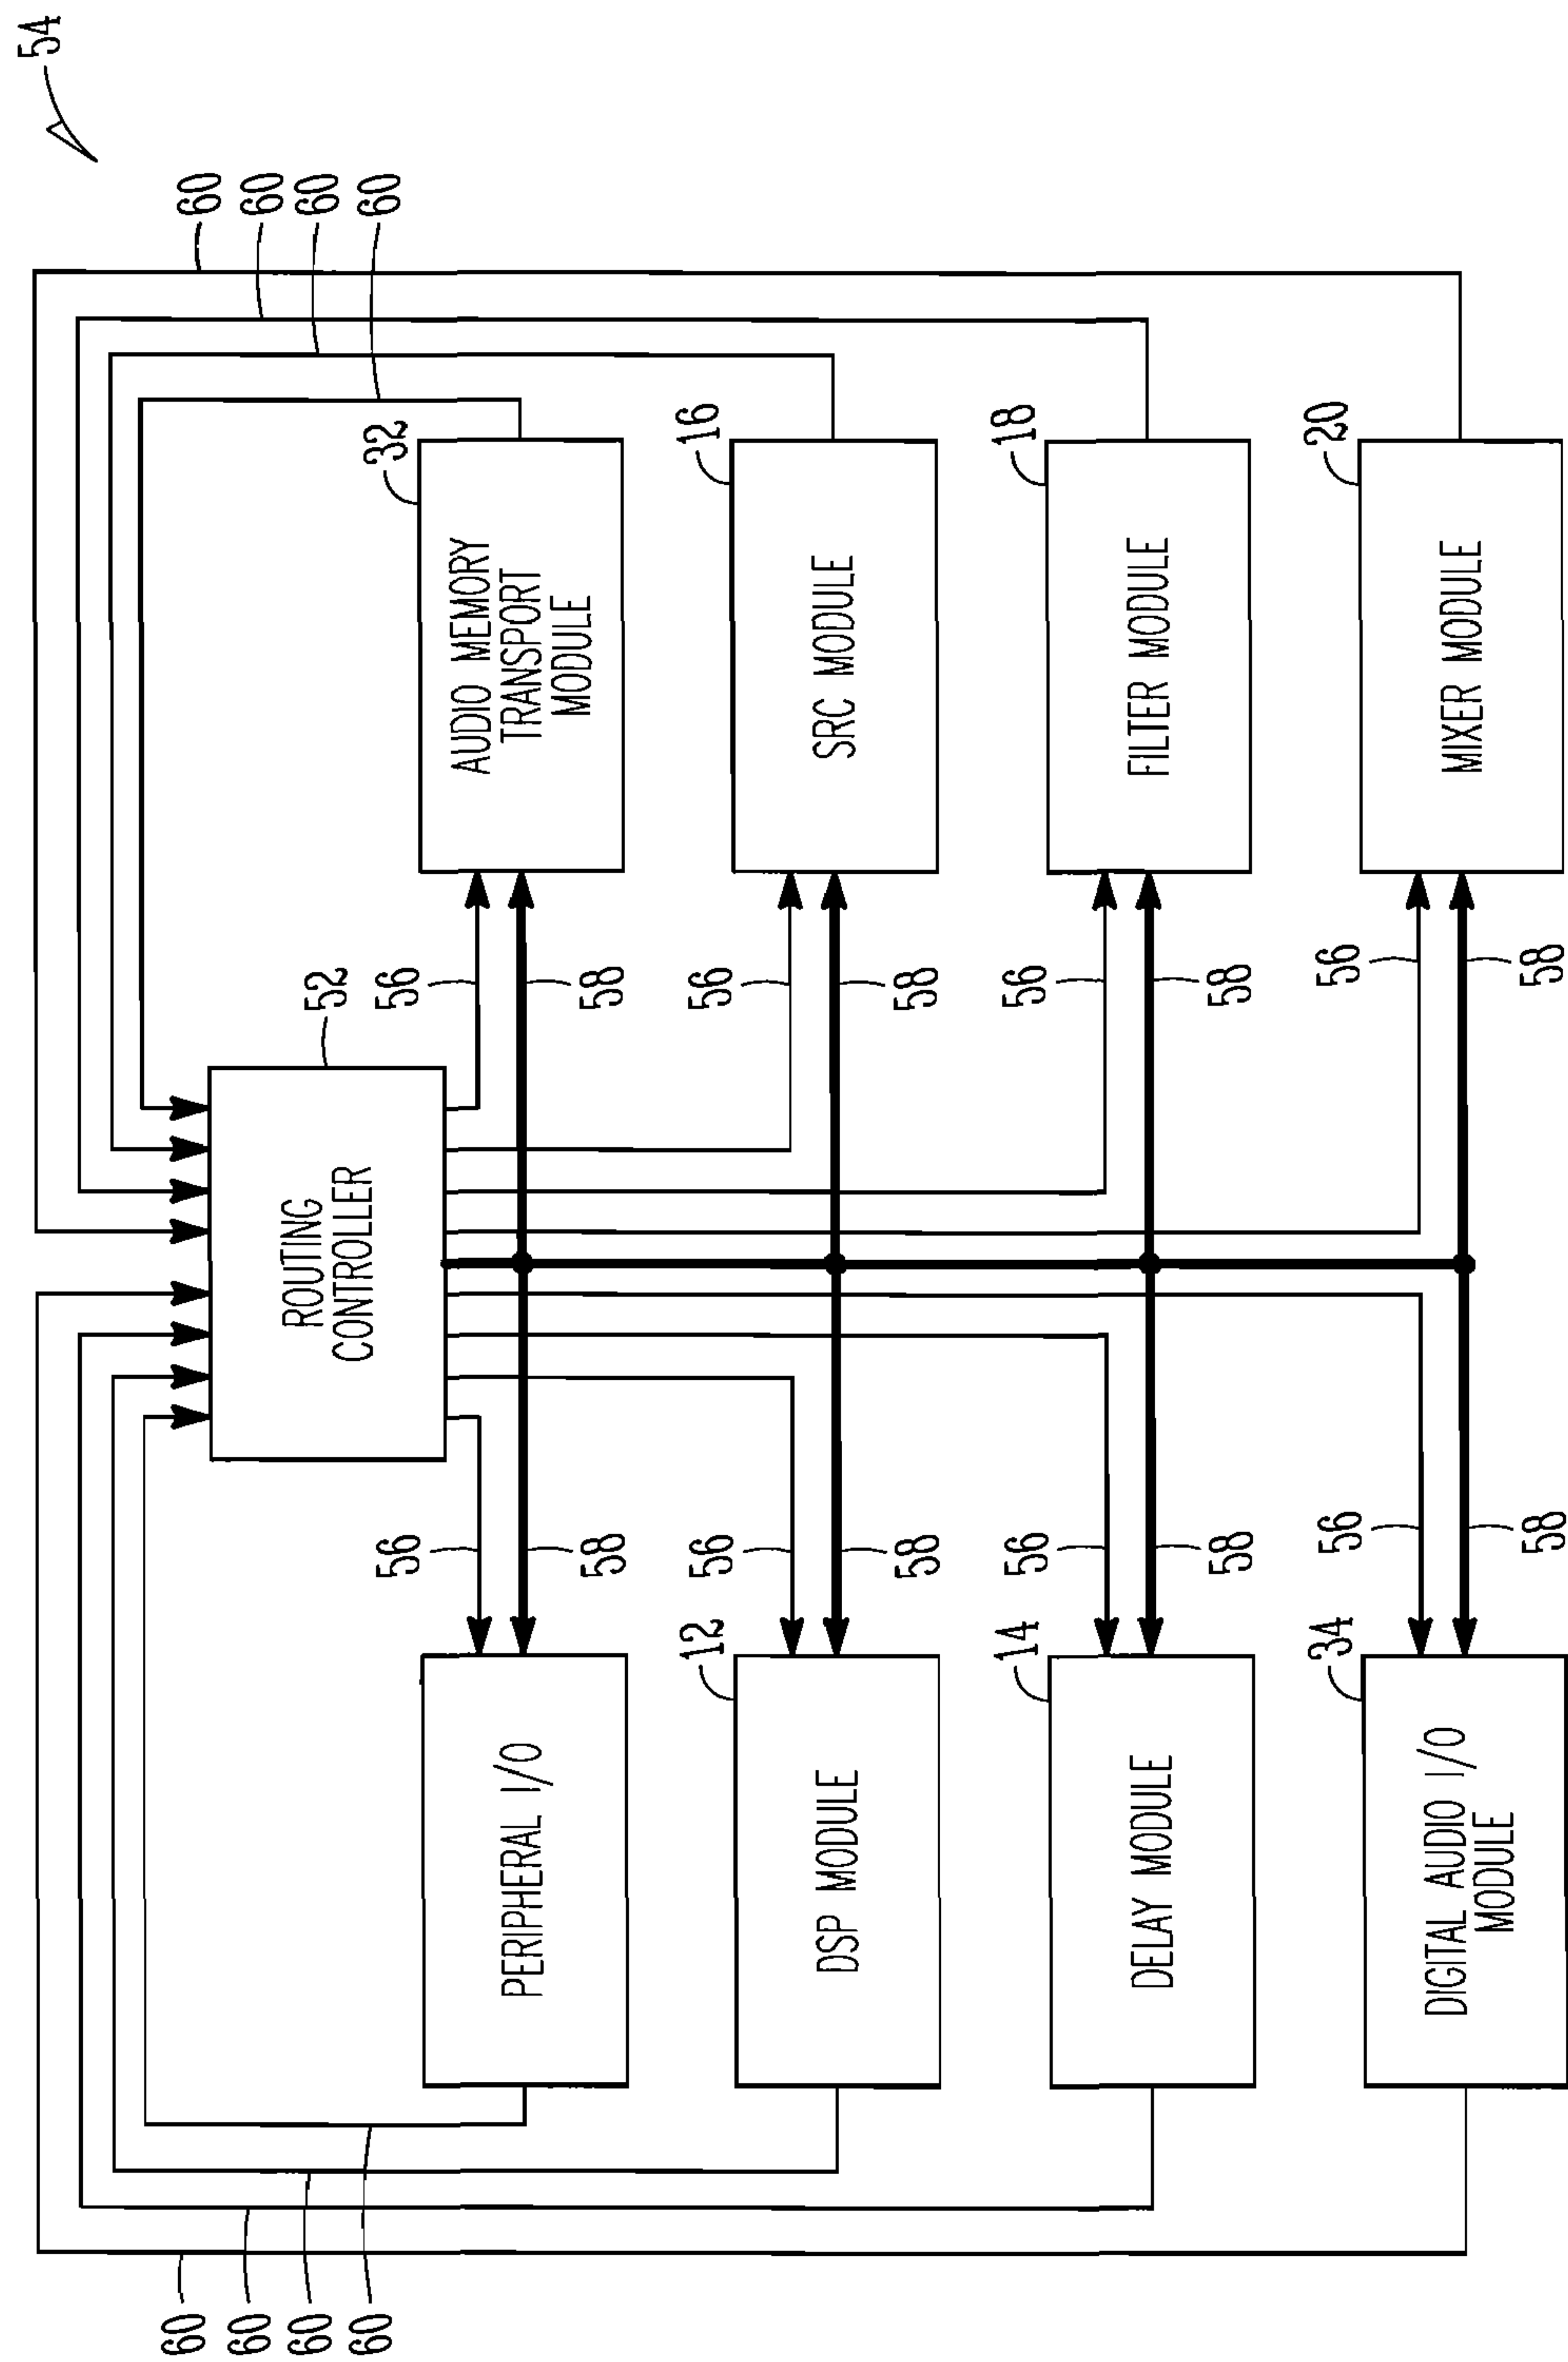 54
60
60
60
60
60
60
60
60
52
ROUTING
CONTROLLER
56
56
32
PERIPHERAL I/O
AUDIO MEMORY
TRANSPORT
MODULE
58
58
12
56
56
16
DSP MODULE
SRC MODULE
58
58
14
56
56
18
DELAY MODULE
FILTER MODULE
58
58
34
56
56
20
DIGITAL AUDIO I/O
MODULE
MIXER MODULE
58
58